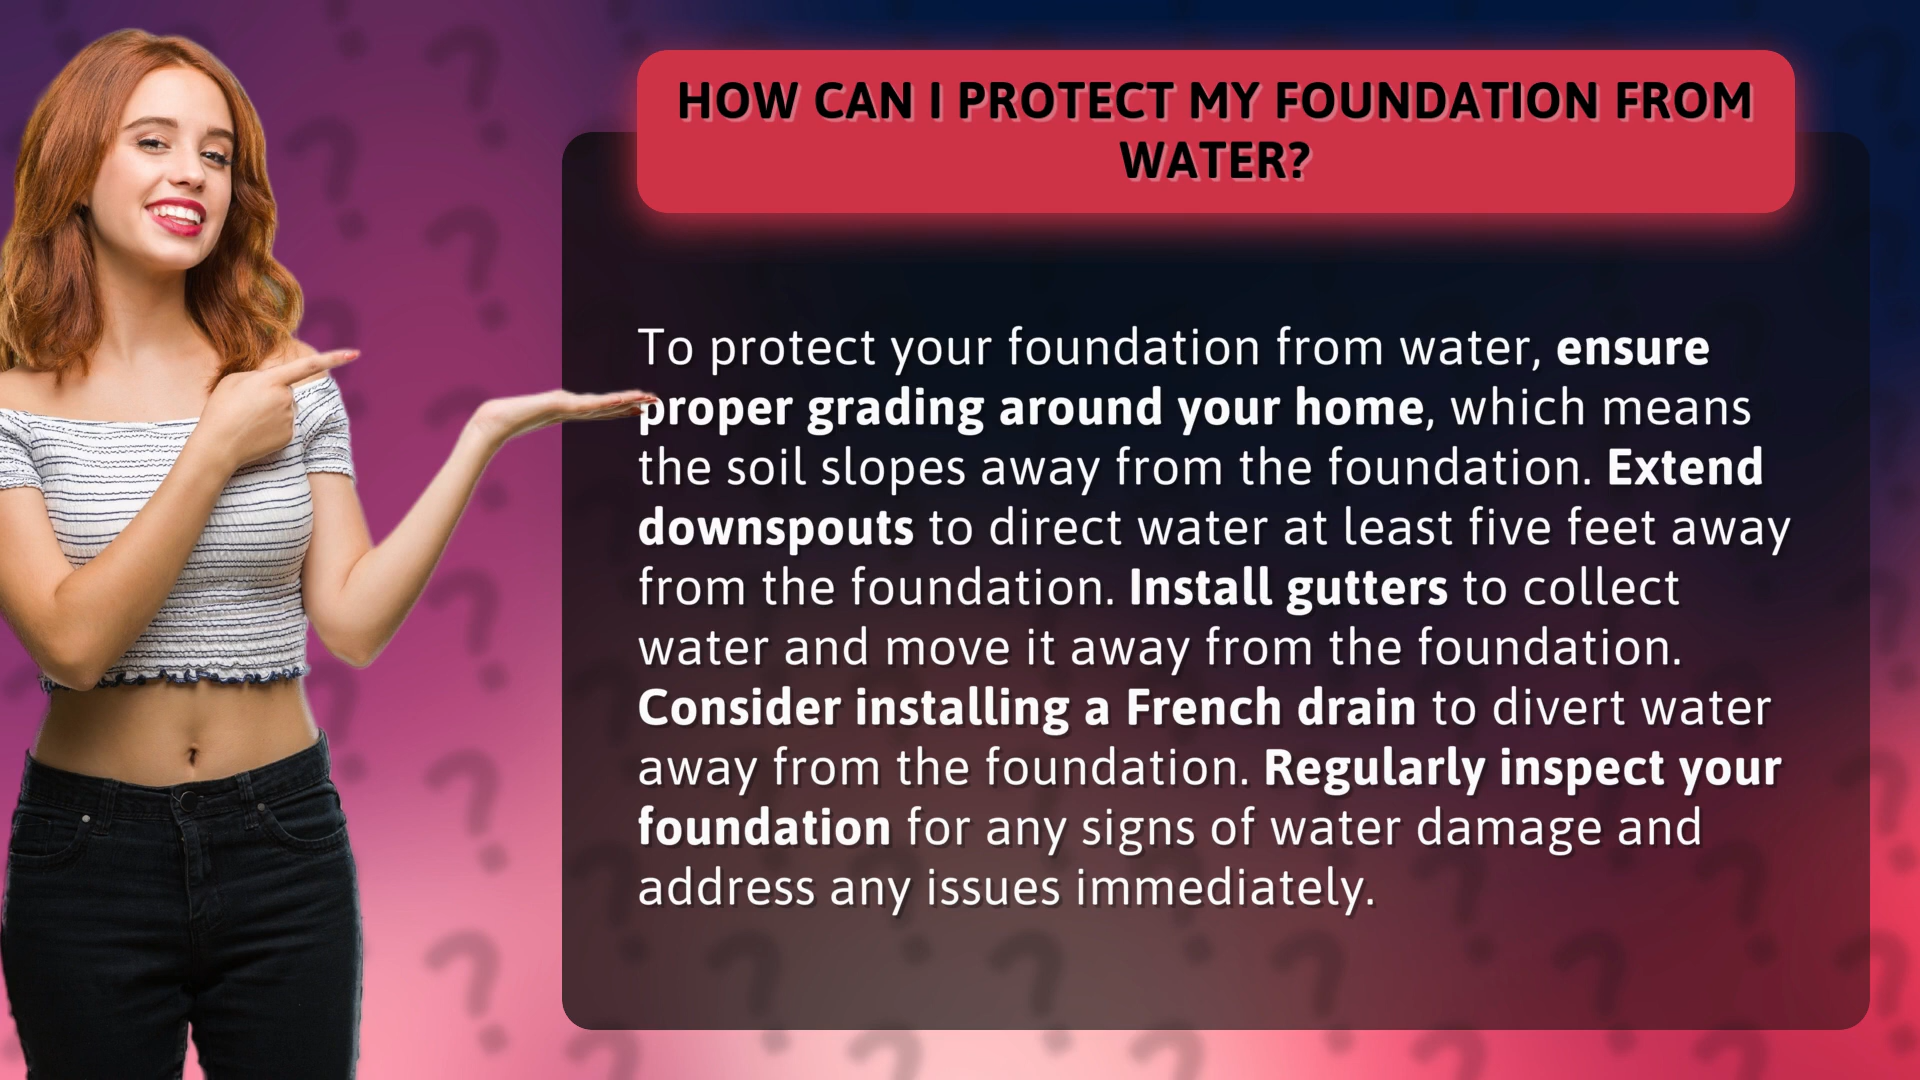 HOW CAN I PROTECT MY FOUNDATION FROM
WATER?
To protect your foundation from water, ensure
proper grading around your home, which means
the soil slopes away from the foundation. Extend
downspouts to direct water at least five feet away
from the foundation. Install gutters to collect
water and move it away from the foundation.
Consider installing a French drain to divert water
away from the foundation. Regularly inspect your
foundation for any signs of water damage and
address any issues immediately.